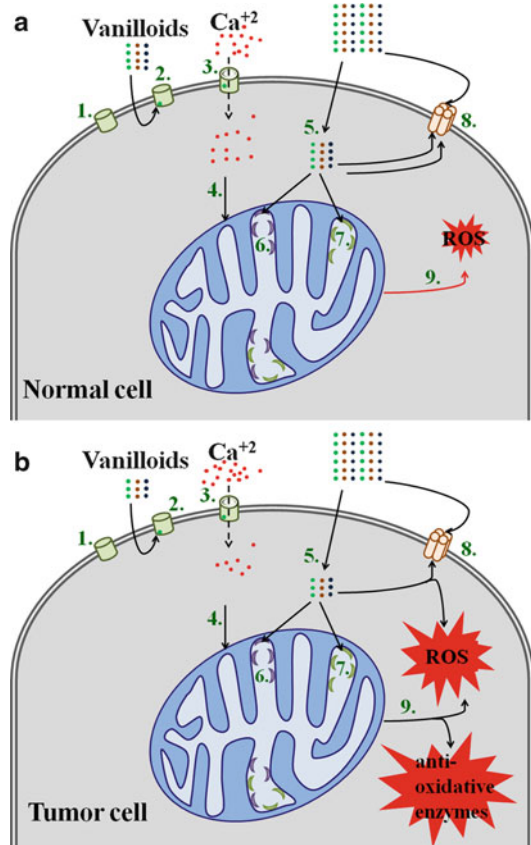 a
Ca+2
Vanilloids
1.
2.
3.
4.
5.
6.
7.
8.
9.
ROS
Normal cell
b
Ca+2
Vanilloids
1.
2.
3.
4.
5.
6.
7.
8.
9.
ROS
anti-
oxidative
enzymes
Tumor cell